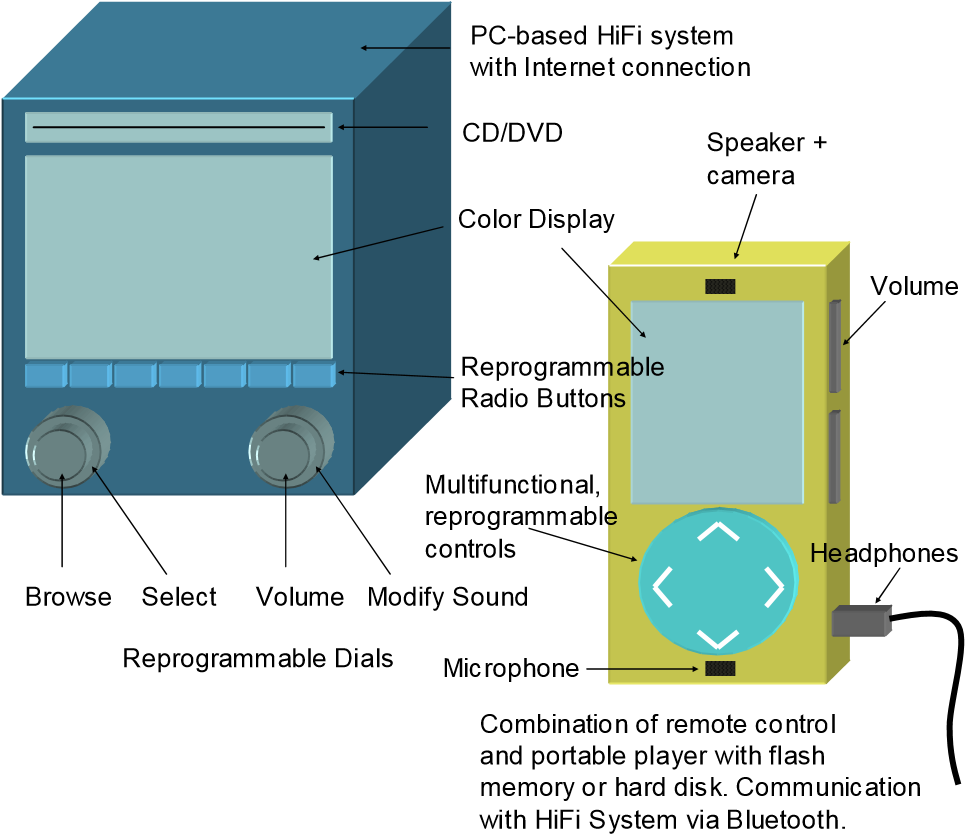 PC-based HiFi system
with Internet connection
CD/DVD
Speaker +
camera
Color Display
Volume
Reprogrammable
Radio Buttons
Multifunctional,
reprogrammable
controls
Headphones
Browse
Select
Volume
Modify Sound
Reprogrammable Dials
Microphone
Combination of remote control
and portable player with flash
memory or hard disk. Communication
with HiFi System via Bluetooth.